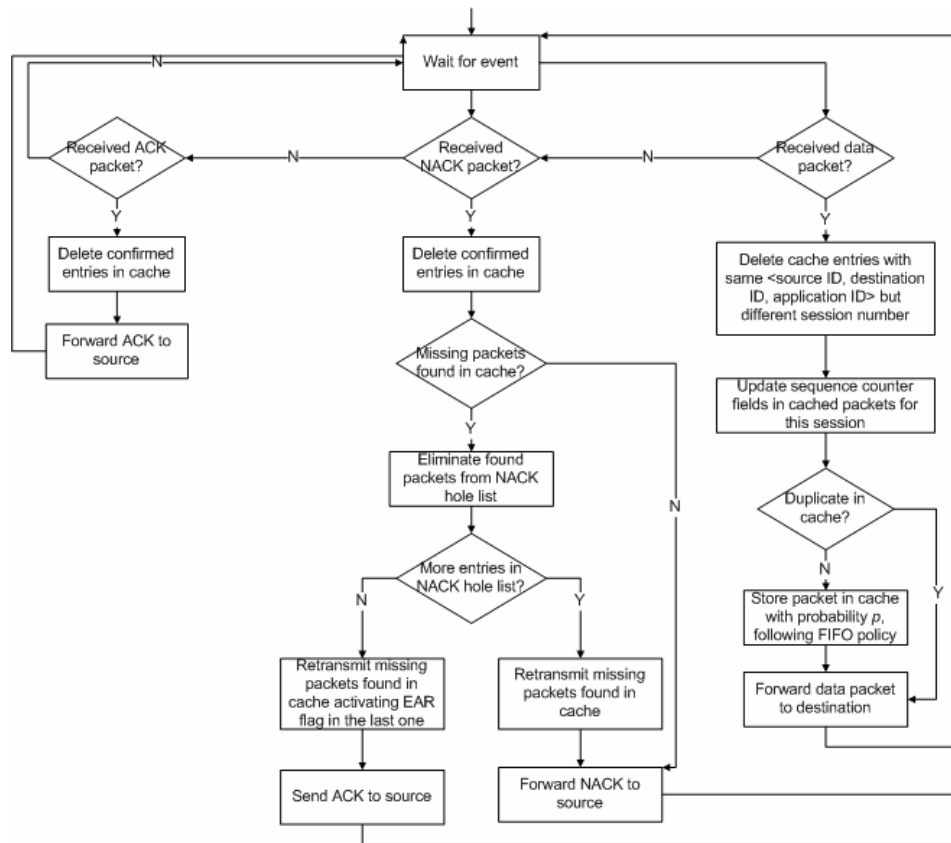 Wait for event
N
Received ACK
packet?
N
Received
NACK packet?
N
Received data
packet?
Y
Y
Y
Delete confirmed
entries in cache
Delete confirmed
entries in cache
Delete cache entries with
same <source ID, destination
ID, application ID> but
different session number
Forward ACK to
source
Missing packets
found in cache?
Update sequence counter
fields in cached packets for
this session
Y
Eliminate found
packets from NACK
hole list
N
Duplicate in
cache?
More entries in
NACK hole list?
N
Y
N
Y
Store packet in cache
with probability p,
following FIFO policy
Retransmit missing
packets found in
cache activating EAR
flag in the last one
Retransmit missing
packets found in
cache
Forward data packet
to destination
Send ACK to source
Forward NACK to
source